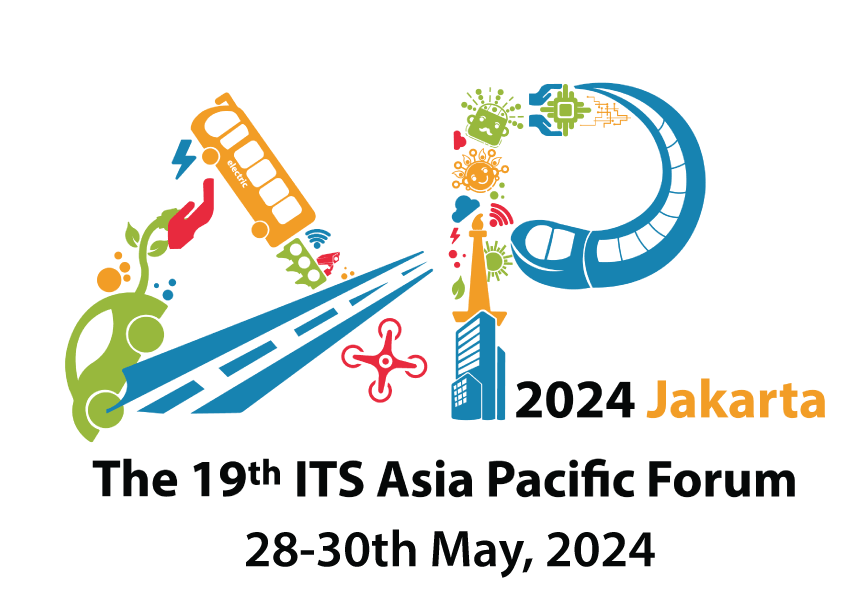 electric
2024 Jakarta
The 19th ITS Asia Pacific Forum
28-30th May, 2024